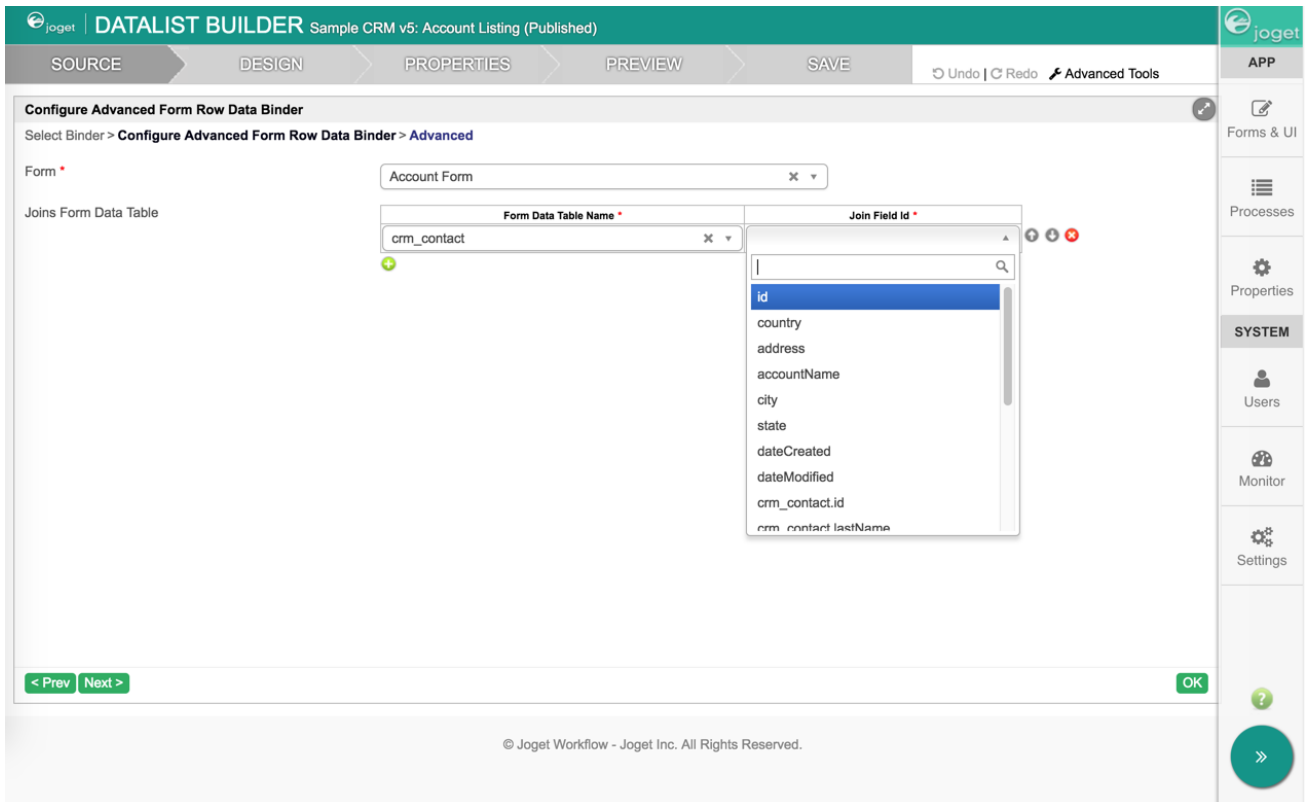 joget | DATALIST BUILDER Sample CRM v5: Account Listing (Published)
joget
SOURCE DESIGN PROPERTIES PREVIEW SAVE
Undo | Redo Advanced Tools
Configure Advanced Form Row Data Binder
Select Binder > Configure Advanced Form Row Data Binder > Advanced
Form *
Account Form
Joins Form Data Table
Form Data Table Name * Join Field Id *
crm_contact
id
country
address
accountName
city
state
dateCreated
dateModified
crm_contact.id
crm_contact.lastName
< Prev Next > OK
© Joget Workflow - Joget Inc. All Rights Reserved.
APP
Forms & UI
Processes
Properties
SYSTEM
Users
Monitor
Settings
?